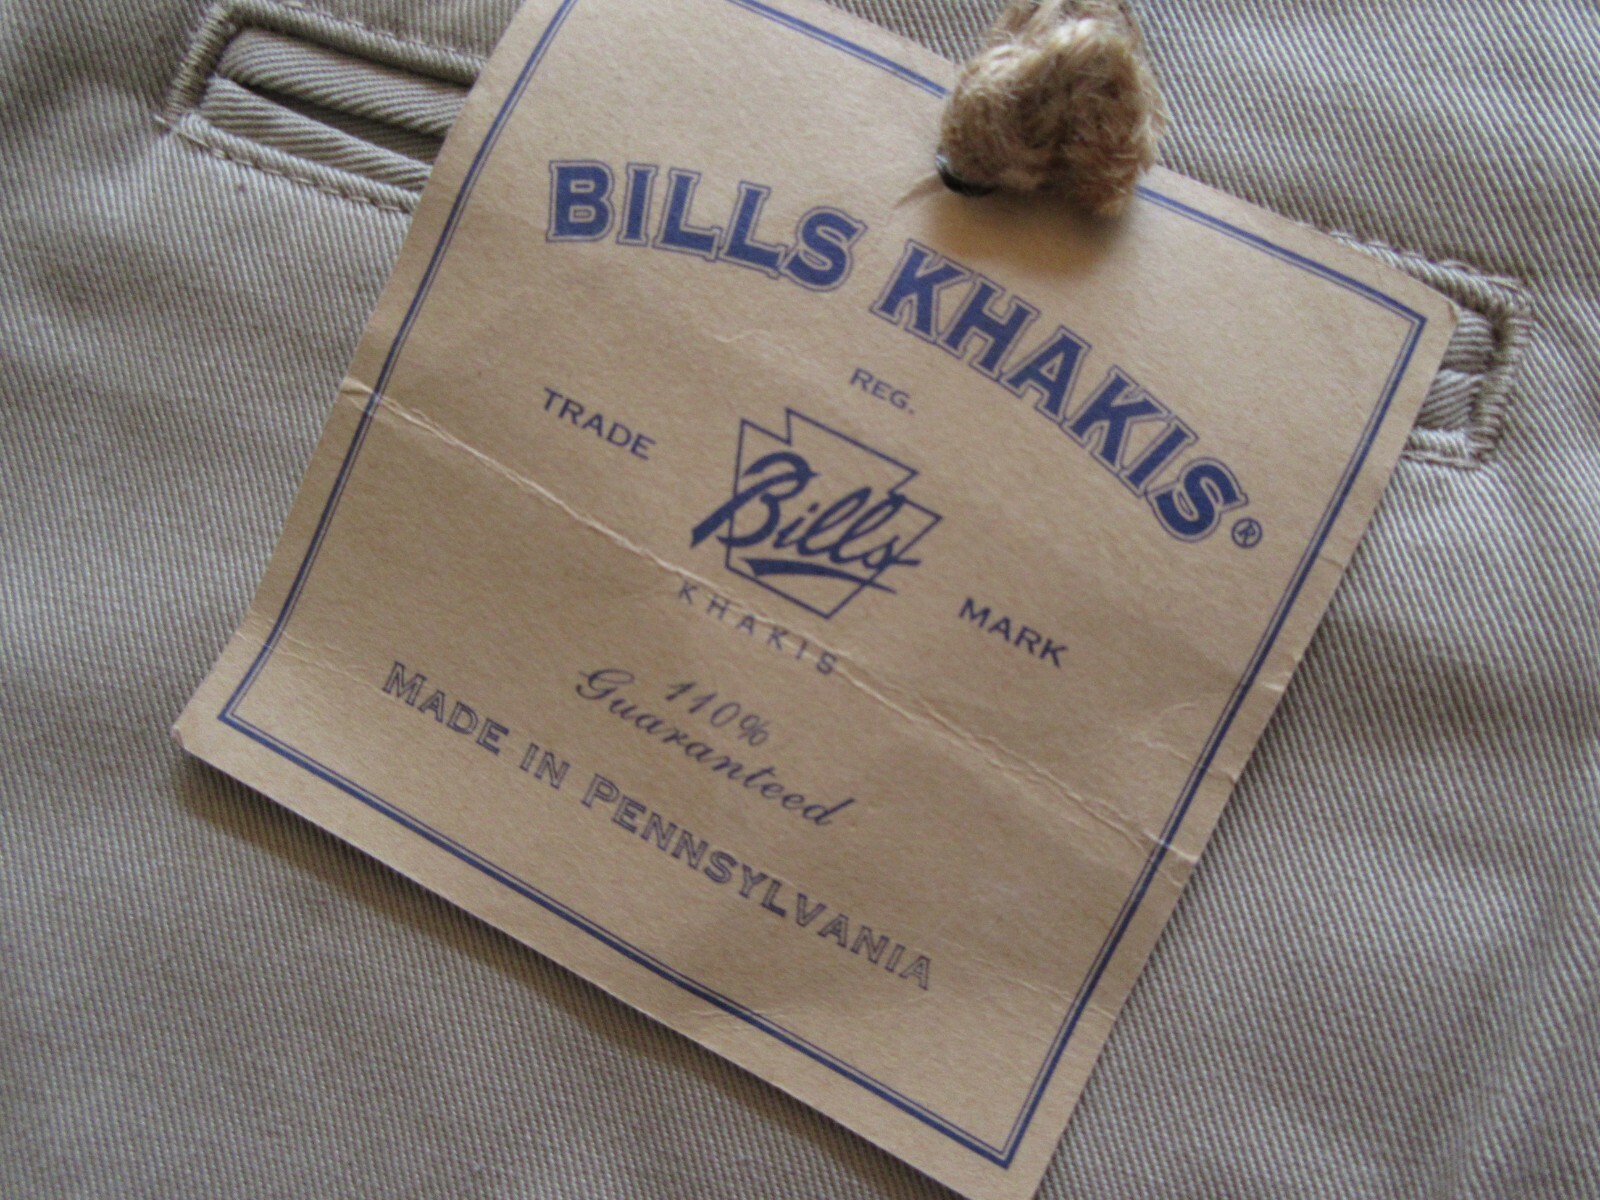 BILLS KHAKIS®
REG.
TRADE MARK
Bills
KHAKIS
110%
Guaranteed
MADE IN PENNSYLVANIA